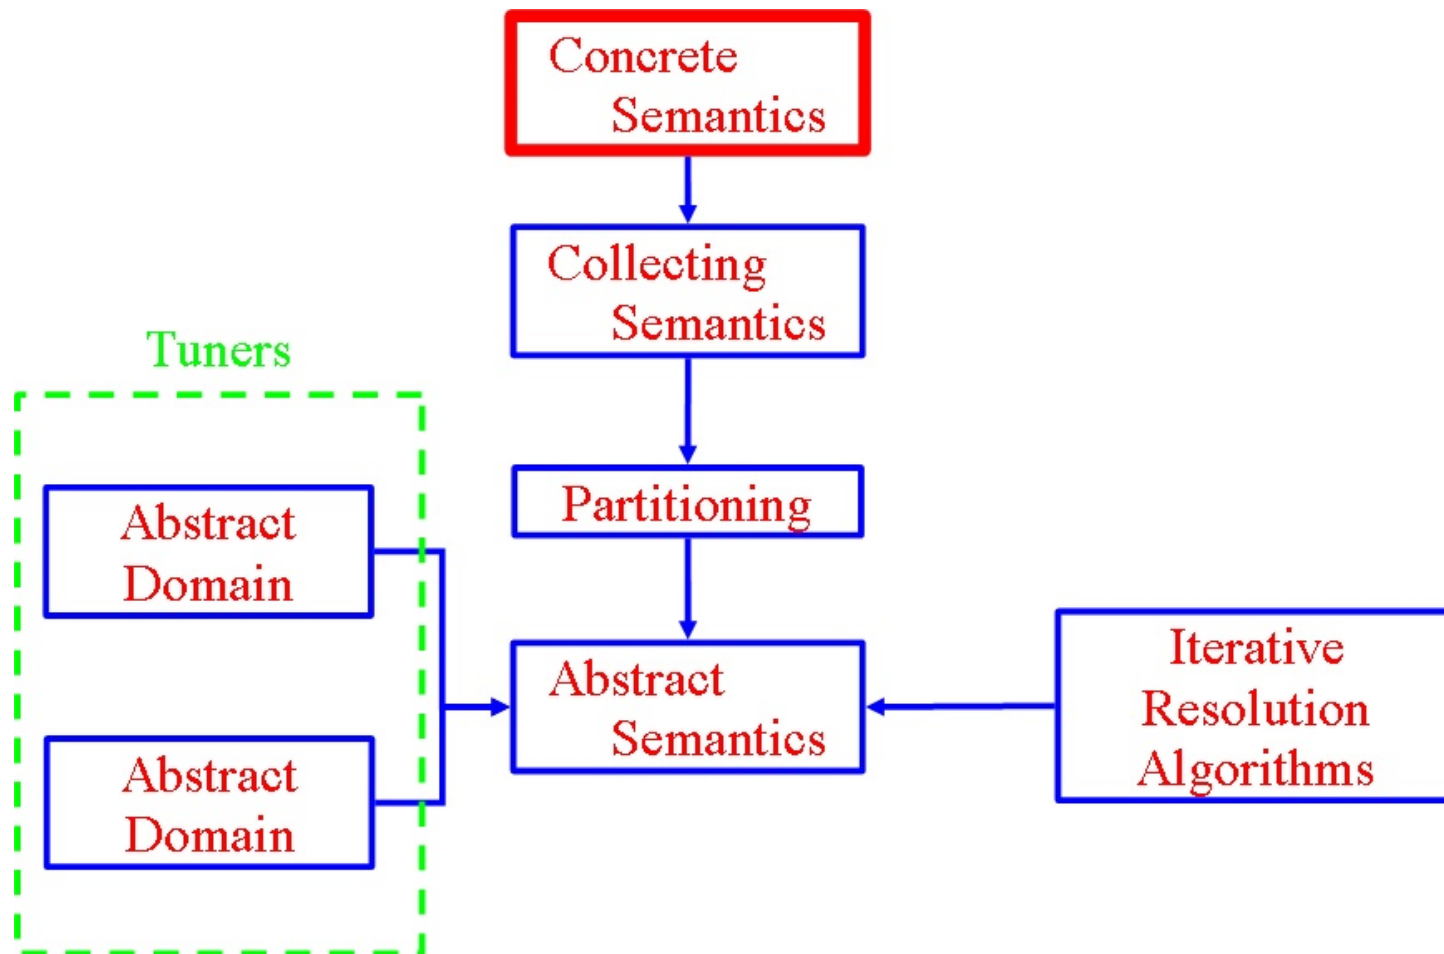 Concrete
Semantics
Collecting
Semantics
Tuners
Partitioning
Abstract
Domain
Abstract
Semantics
Iterative
Resolution
Algorithms
Abstract
Domain